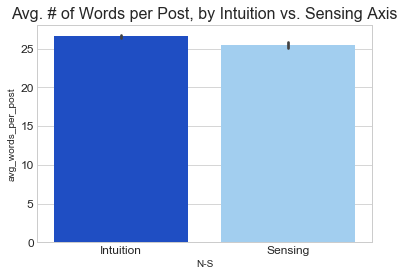 Avg. # of Words per Post, by Intuition vs. Sensing Axis
avg_words_per_post
25
20
15
10
5
0
Intuition
Sensing
N-S